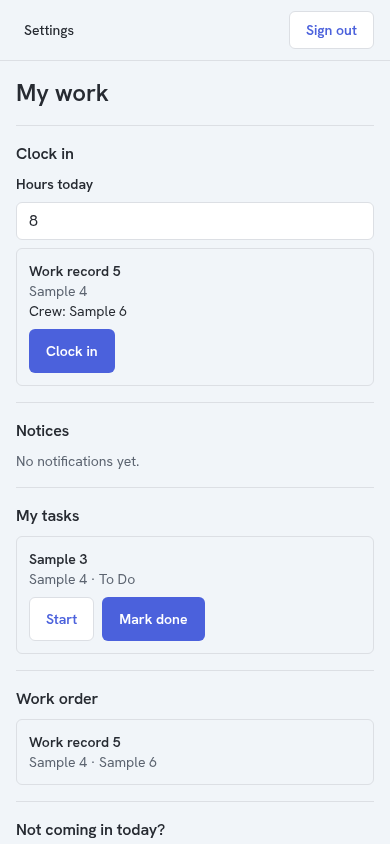 Settings
Sign out
My work
Clock in
Hours today
8
Work record 5
Sample 4
Crew: Sample 6
Clock in
Notices
No notifications yet.
My tasks
Sample 3
Sample 4 · To Do
Start
Mark done
Work order
Work record 5
Sample 4 · Sample 6
Not coming in today?